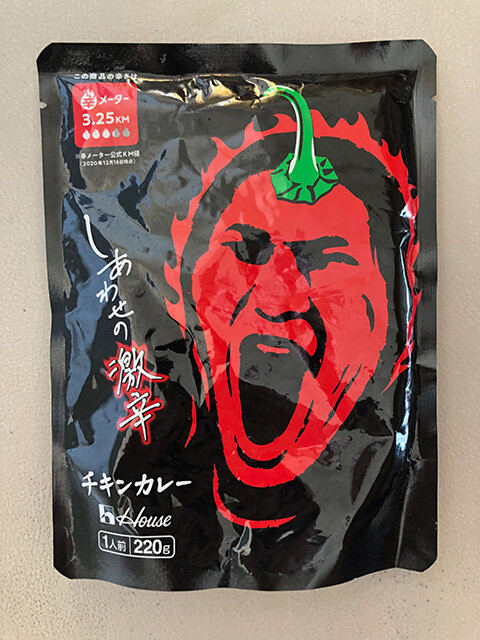 この商品の辛さは
辛メーター
3.25KM
※辛メーター公式KM値
(2020年12月16日時点)
しあわせの
激辛
チキンカレー
House
1人前 220g